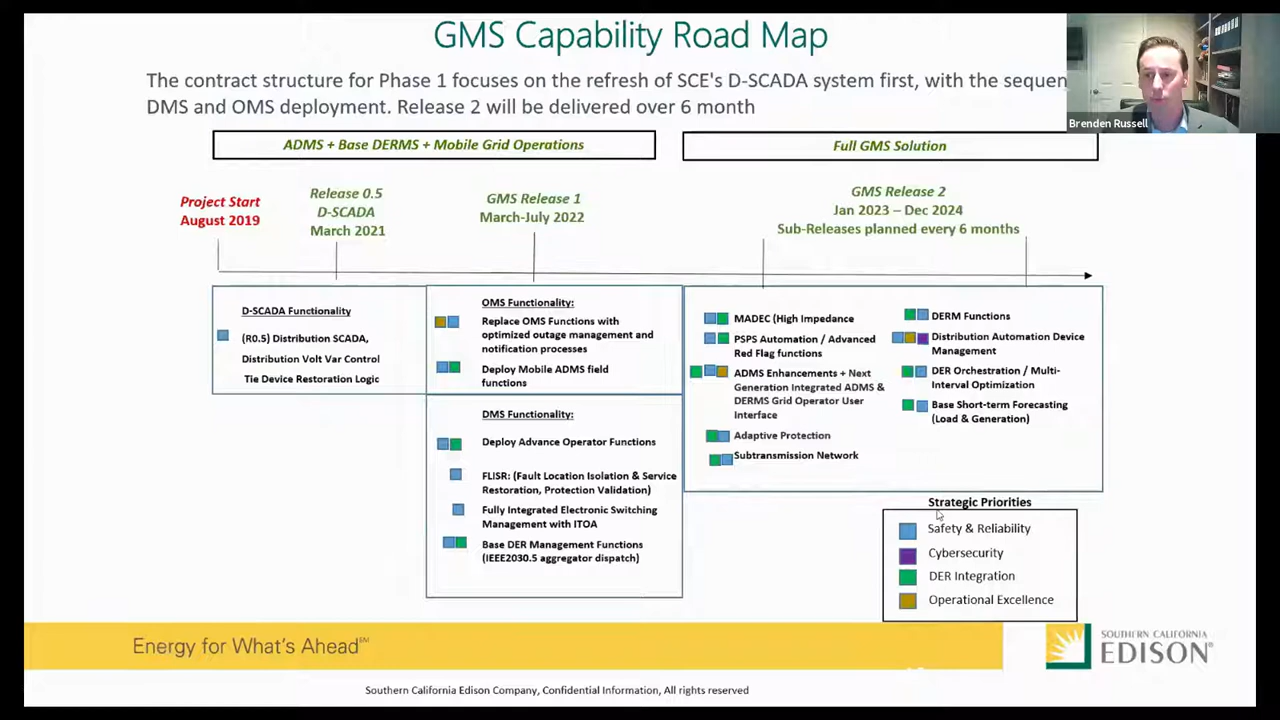 GMS Capability Road Map
The contract structure for Phase 1 focuses on the refresh of SCE's D-SCADA system first, with the sequen
DMS and OMS deployment. Release 2 will be delivered over 6 month
Brenden Russell
ADMS + Base DERMS + Mobile Grid Operations
Full GMS Solution
Project Start
August 2019
Release 0.5
D-SCADA
March 2021
GMS Release 1
March-July 2022
GMS Release 2
Jan 2023 – Dec 2024
Sub-Releases planned every 6 months
D-SCADA Functionality
(R0.5) Distribution SCADA,
Distribution Volt Var Control
Tie Device Restoration Logic
OMS Functionality:
Replace OMS Functions with
optimized outage management and
notification processes
Deploy Mobile ADMS field
functions
DMS Functionality:
Deploy Advance Operator Functions
FLISR: (Fault Location Isolation & Service
Restoration, Protection Validation)
Fully Integrated Electronic Switching
Management with ITOA
Base DER Management Functions
(IEEE2030.5 aggregator dispatch)
MADEC (High Impedance
PSPS Automation / Advanced
Red Flag functions
ADMS Enhancements + Next
Generation Integrated ADMS &
DERMS Grid Operator User
Interface
Adaptive Protection
Subtransmission Network
DERM Functions
Distribution Automation Device
Management
DER Orchestration / Multi-
Interval Optimization
Base Short-term Forecasting
(Load & Generation)
Strategic Priorities
Safety & Reliability
Cybersecurity
DER Integration
Operational Excellence
Energy for What's Ahead℠
SOUTHERN CALIFORNIA
EDISON®
Southern California Edison Company, Confidential Information, All rights reserved